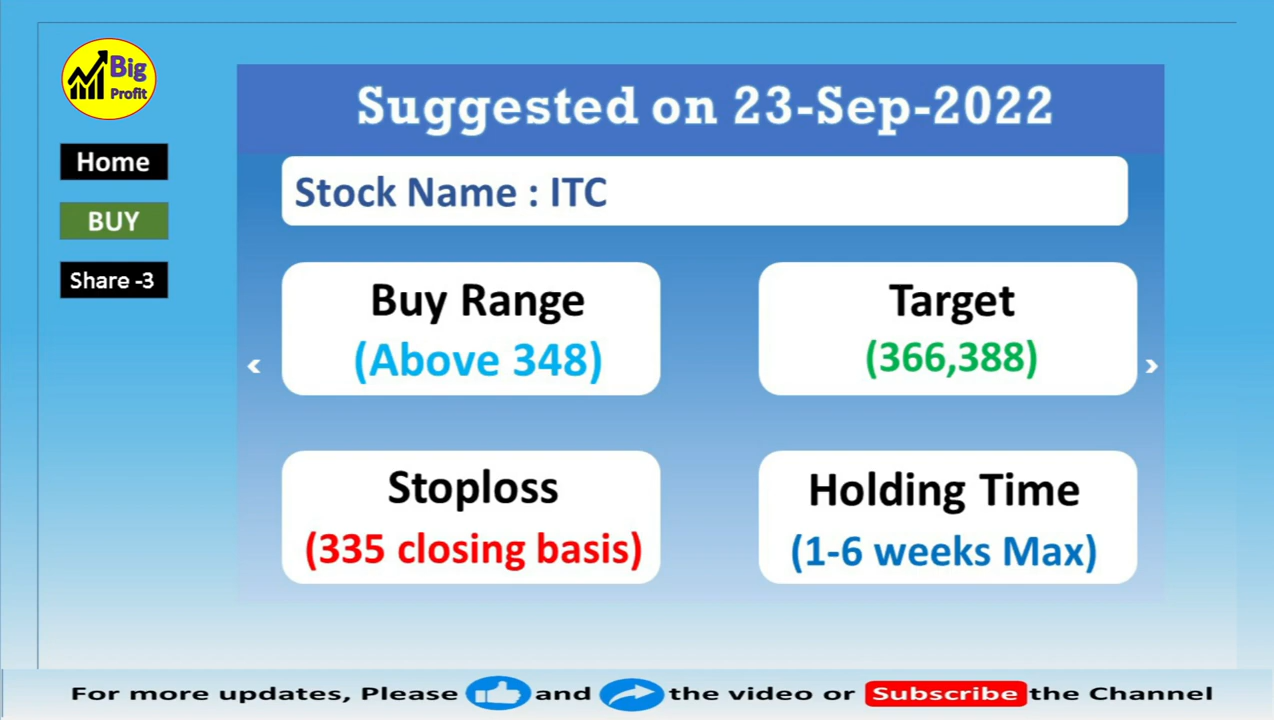 Big
Profit
Suggested on 23-Sep-2022
Home
BUY
Share -3
Stock Name : ITC
Buy Range
(Above 348)
Target
(366,388)
Stoploss
(335 closing basis)
Holding Time
(1-6 weeks Max)
For more updates, Please and the video or Subscribe the Channel